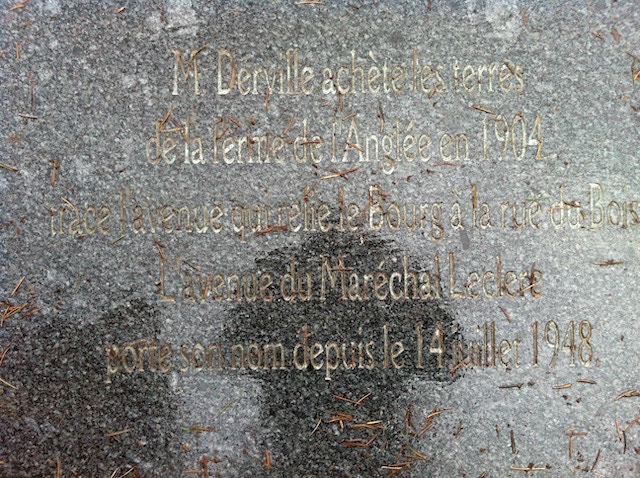 M. Derville achète les terres
de la ferme de l'Anglée en 1904
trace l'avenue qui relie le Bourg à la rue du Bois
L'avenue du Maréchal Leclerc
porte son nom depuis le 14 juillet 1948